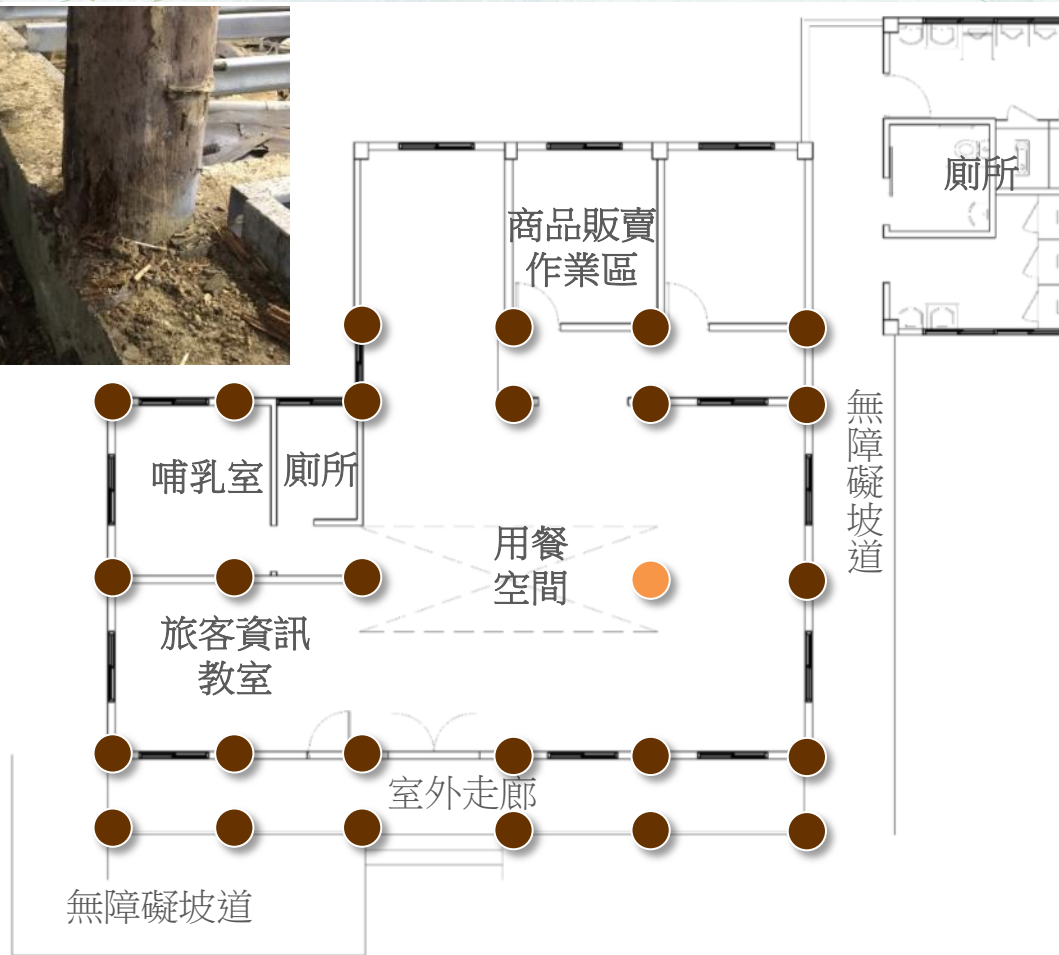 廁所
商品販賣
作業區
無障礙坡道
哺乳室
廁所
用餐
空間
旅客資訊
教室
室外走廊
無障礙坡道